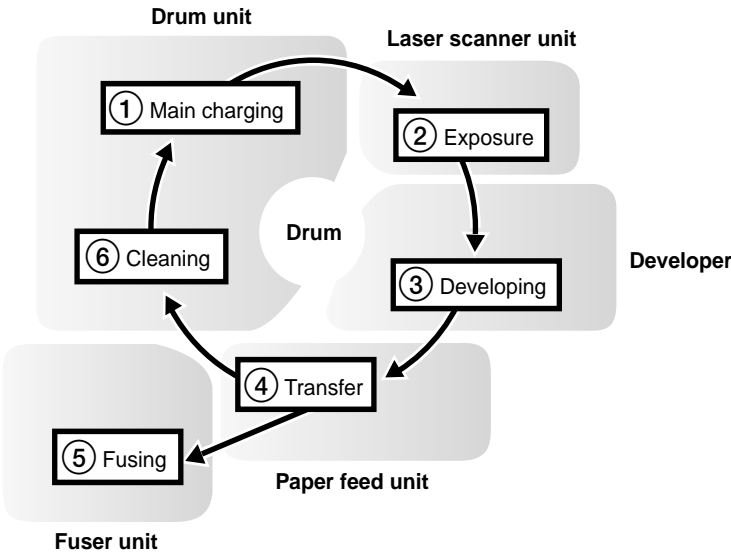 Drum unit
Laser scanner unit
1 Main charging
2 Exposure
Drum
6 Cleaning
Developer
3 Developing
4 Transfer
5 Fusing
Paper feed unit
Fuser unit